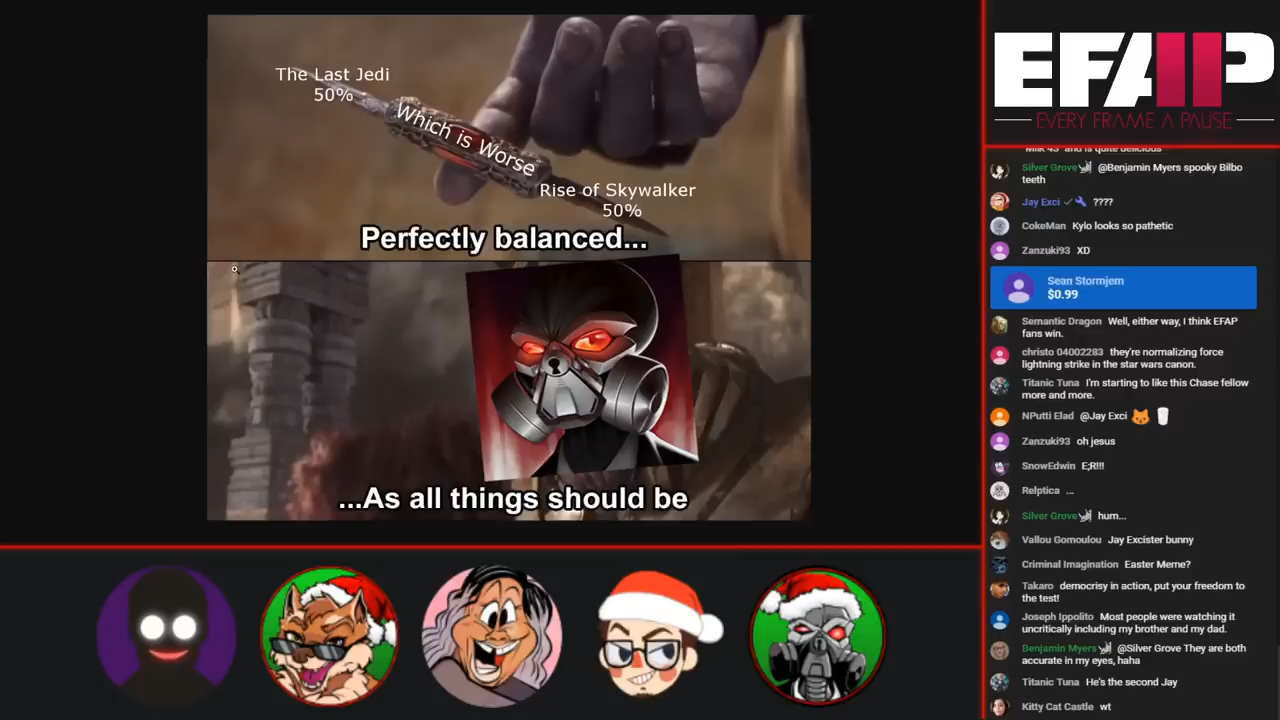 The Last Jedi
50%
Which is Worse
Rise of Skywalker
50%
Perfectly balanced...
...As all things should be
EFAP
EVERY FRAME A PAUSE
"Milk 43" and is quite delicious
Silver Grove @Benjamin Myers spooky Bilbo
teeth
Jay Exci ????
CokeMan Kylo looks so pathetic
Zanzuki93 XD
Sean Stormjem
$0.99
Semantic Dragon Well, either way, I think EFAP
fans win.
christo 04002283 they're normalizing force
lightning strike in the star wars canon.
Titanic Tuna I'm starting to like this Chase fellow
more and more.
NPutti Elad @Jay Exci
Zanzuki93 oh jesus
SnowEdwin E;R!!!
Relptica ...
Silver Grove hum...
Vallou Gomoulou Jay Excister bunny
Criminal Imagination Easter Meme?
Takaro democrisy in action, put your freedom to
the test!
Joseph Ippolito Most people were watching it
uncritically including my brother and my dad.
Benjamin Myers @Silver Grove They are both
accurate in my eyes, haha
Titanic Tuna He's the second Jay
Kitty Cat Castle wt